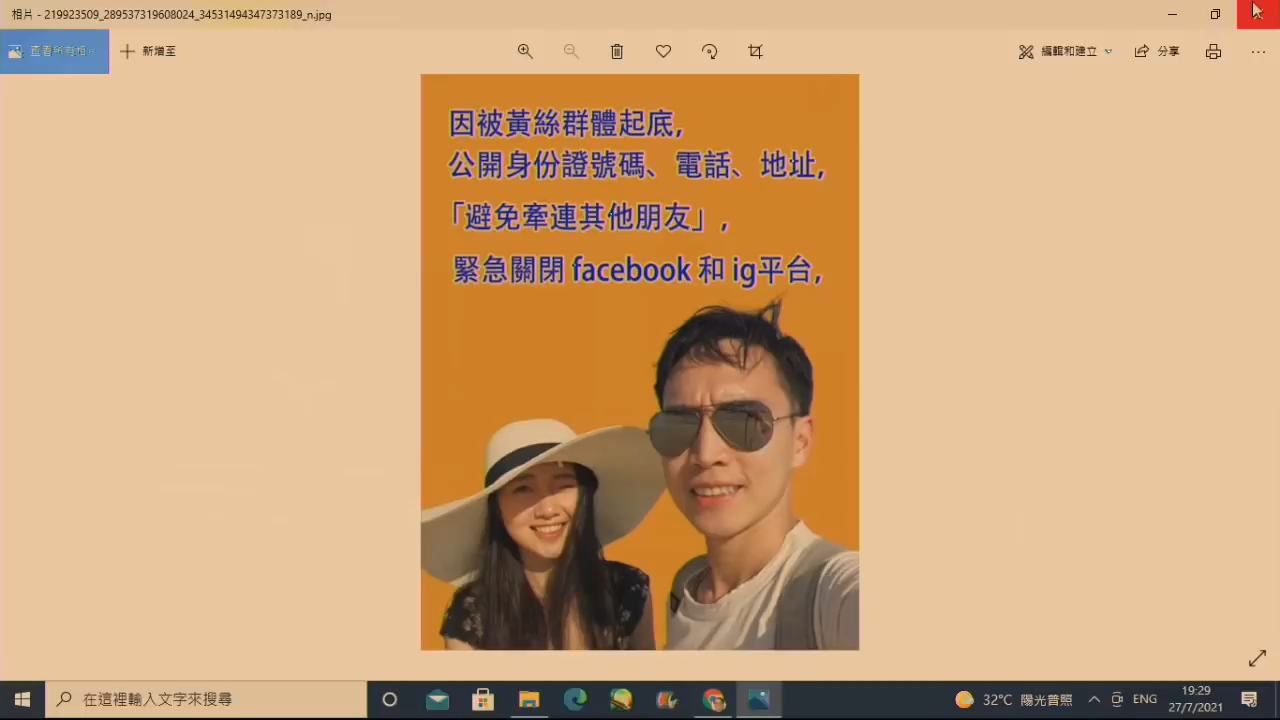 相片 - 219923509_289537319608024_34531494347373189_n.jpg
查看所有相片
新增至
編輯和建立
分享
因被黃絲群體起底,
公開身份證號碼、電話、地址,
「避免牽連其他朋友」,
緊急關閉 facebook 和 ig平台,
在這裡輸入文字來搜尋
32°C 陽光普照
ENG
19:29
27/7/2021